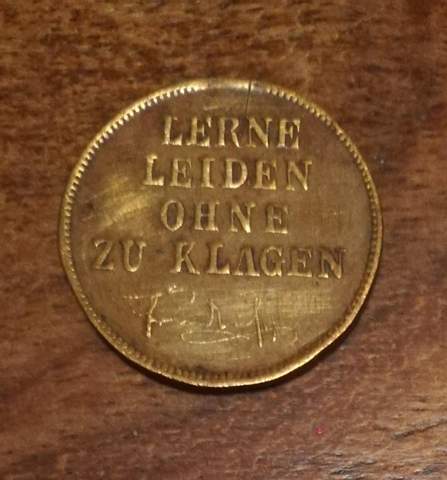 LERNE
LEIDEN
OHNE
ZU KLAGEN